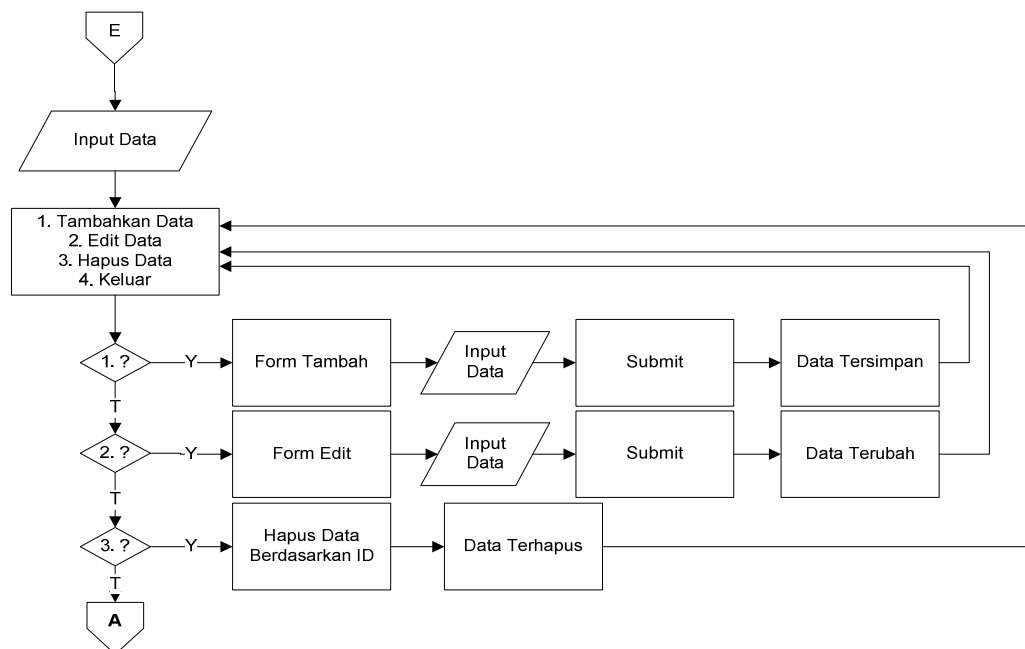 E
Input Data
1. Tambahkan Data
2. Edit Data
3. Hapus Data
4. Keluar
1. ?
Y
Form Tambah
Input
Data
Submit
Data Tersimpan
T
2. ?
Y
Form Edit
Input
Data
Submit
Data Terubah
T
3. ?
Y
Hapus Data
Berdasarkan ID
Data Terhapus
T
A